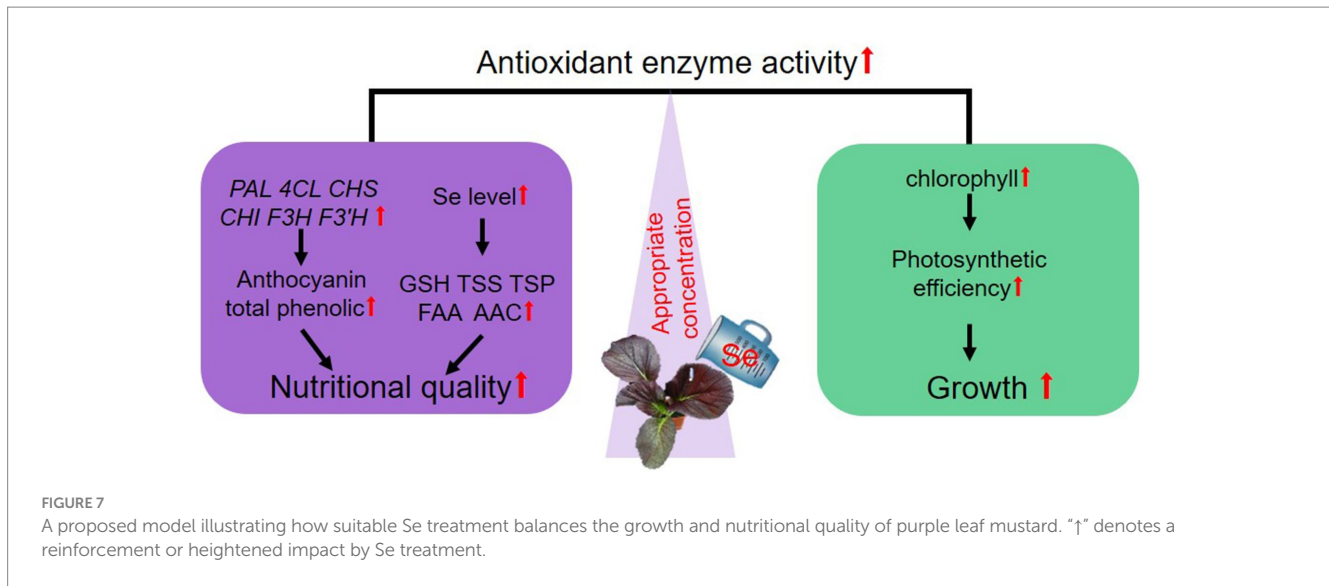 Antioxidant enzyme activity↑
PAL 4CL CHS
CHI F3H F3'H ↑
Anthocyanin
total phenolic↑
Se level↑
GSH TSS TSP
FAA AAC↑
Nutritional quality↑
Appropriate
concentration
Se
chlorophyll↑
Photosynthetic
efficiency↑
Growth ↑
FIGURE 7
A proposed model illustrating how suitable Se treatment balances the growth and nutritional quality of purple leaf mustard. “↑” denotes a
reinforcement or heightened impact by Se treatment.